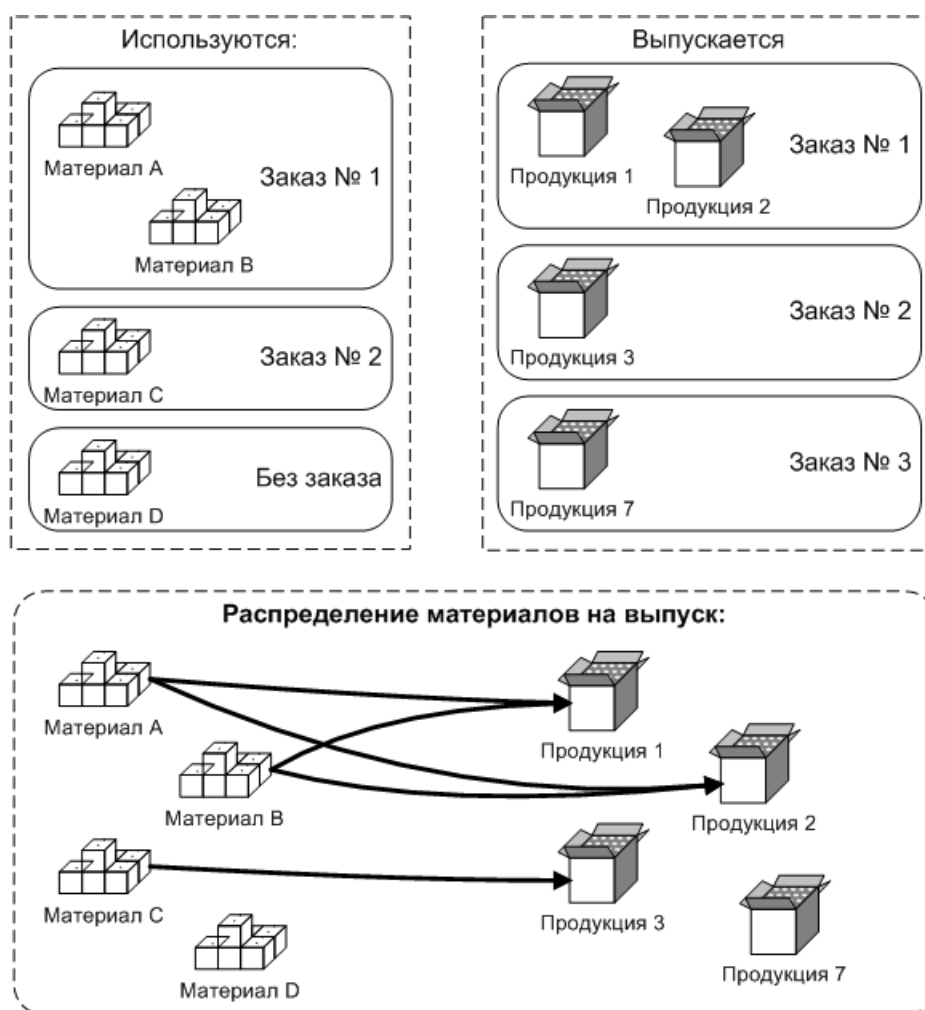 Используются:
Материал A
Заказ № 1
Материал B
Материал C
Заказ № 2
Материал D
Без заказа
Выпускается
Продукция 1
Заказ № 1
Продукция 2
Продукция 3
Заказ № 2
Продукция 7
Заказ № 3
Распределение материалов на выпуск:
Материал A
Продукция 1
Материал B
Продукция 2
Материал C
Продукция 3
Материал D
Продукция 7